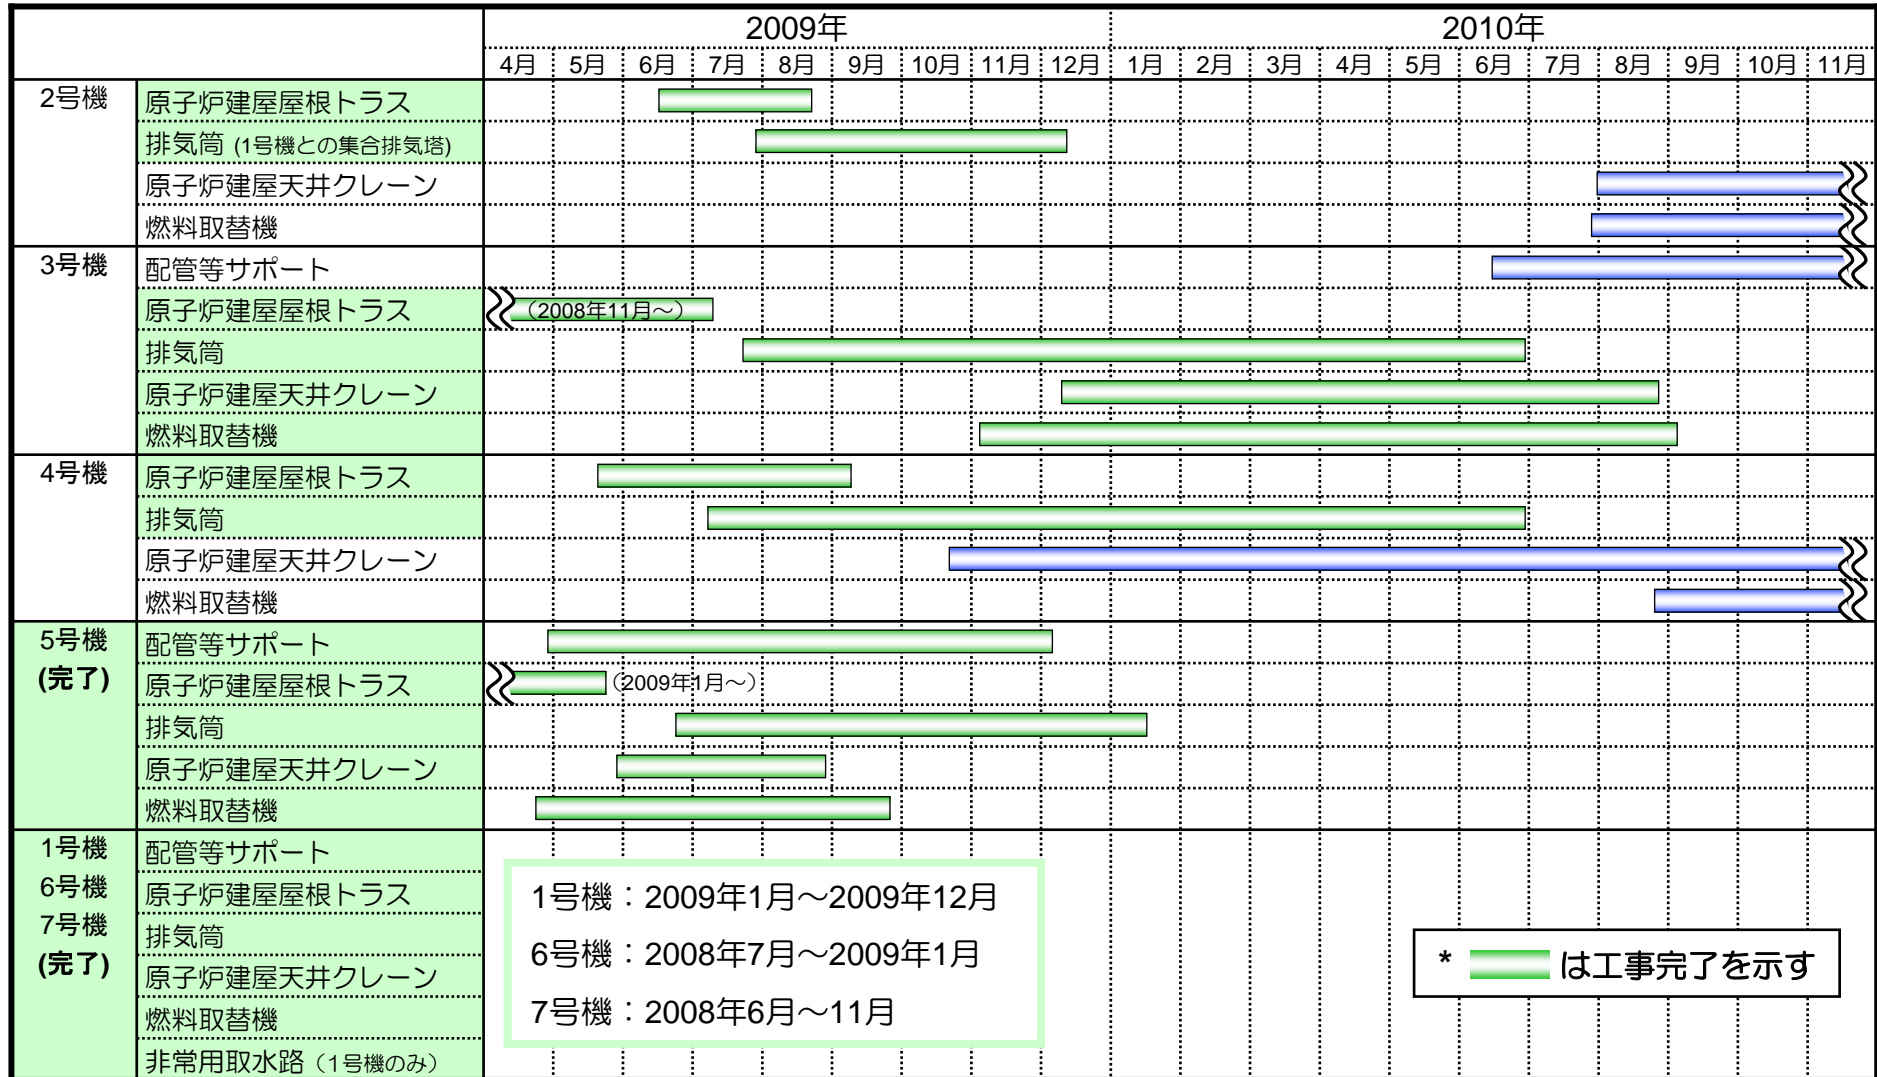 2009年 2010年
4月 5月 6月 7月 8月 9月 10月 11月 12月 1月 2月 3月 4月 5月 6月 7月 8月 9月 10月 11月
2号機 原子炉建屋屋根トラス
排気筒 (1号機との集合排気塔)
原子炉建屋天井クレーン
燃料取替機
3号機 配管等サポート
原子炉建屋屋根トラス (2008年11月～)
排気筒
原子炉建屋天井クレーン
燃料取替機
4号機 原子炉建屋屋根トラス
排気筒
原子炉建屋天井クレーン
燃料取替機
5号機 配管等サポート
(完了) 原子炉建屋屋根トラス (2009年1月～)
排気筒
原子炉建屋天井クレーン
燃料取替機
1号機 配管等サポート
6号機 原子炉建屋屋根トラス
7号機 排気筒
(完了) 原子炉建屋天井クレーン
燃料取替機
非常用取水路（1号機のみ）
1号機：2009年1月～2009年12月
6号機：2008年7月～2009年1月
7号機：2008年6月～11月
* は工事完了を示す